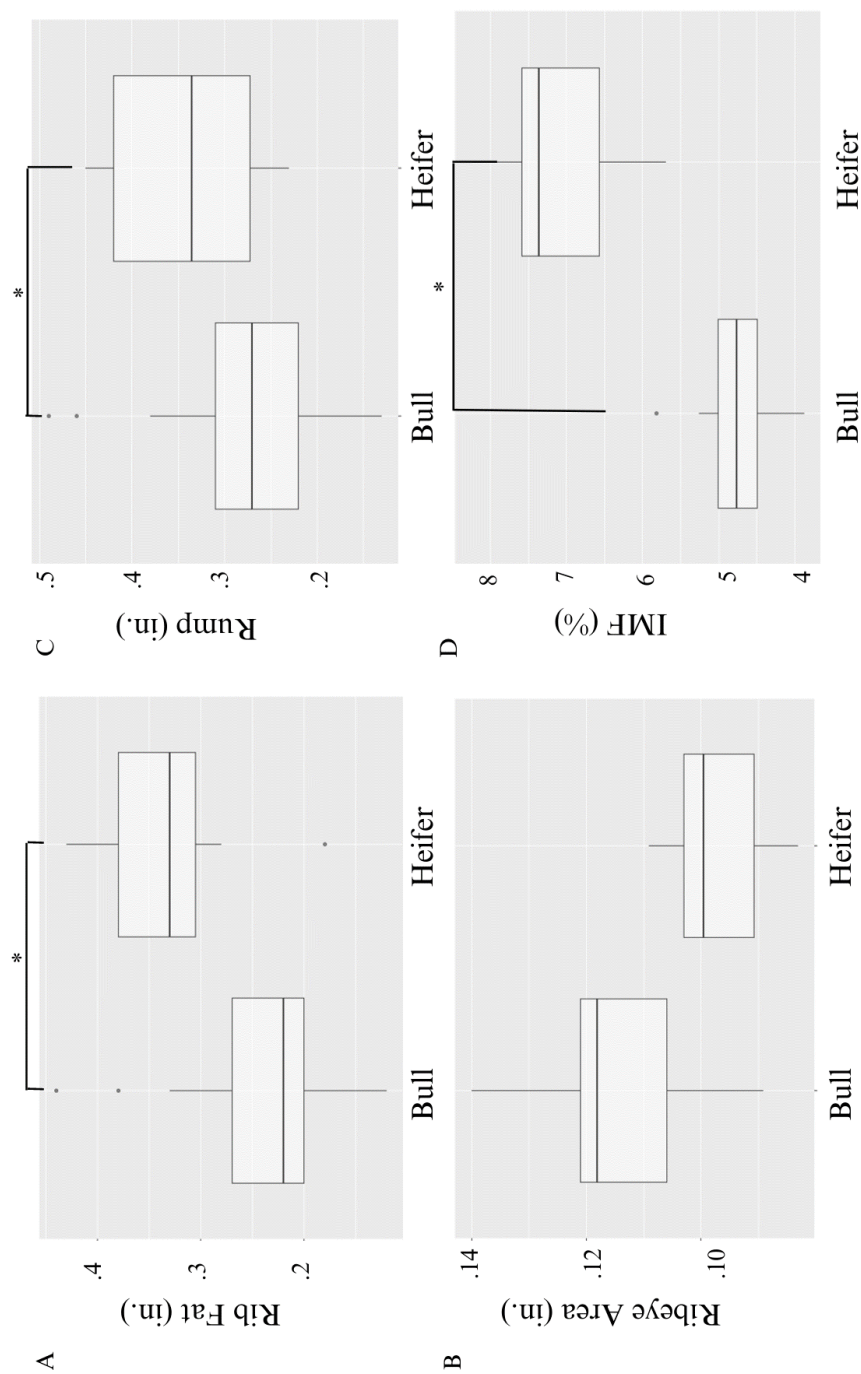 A
Rib Fat (in.)
.4
.3
.2
*
Bull
Heifer
B
Ribeye Area (in.)
.14
.12
.10
Bull
Heifer
C
Rump (in.)
.5
.4
.3
.2
*
Bull
Heifer
D
IMF (%)
8
7
6
5
4
*
Bull
Heifer